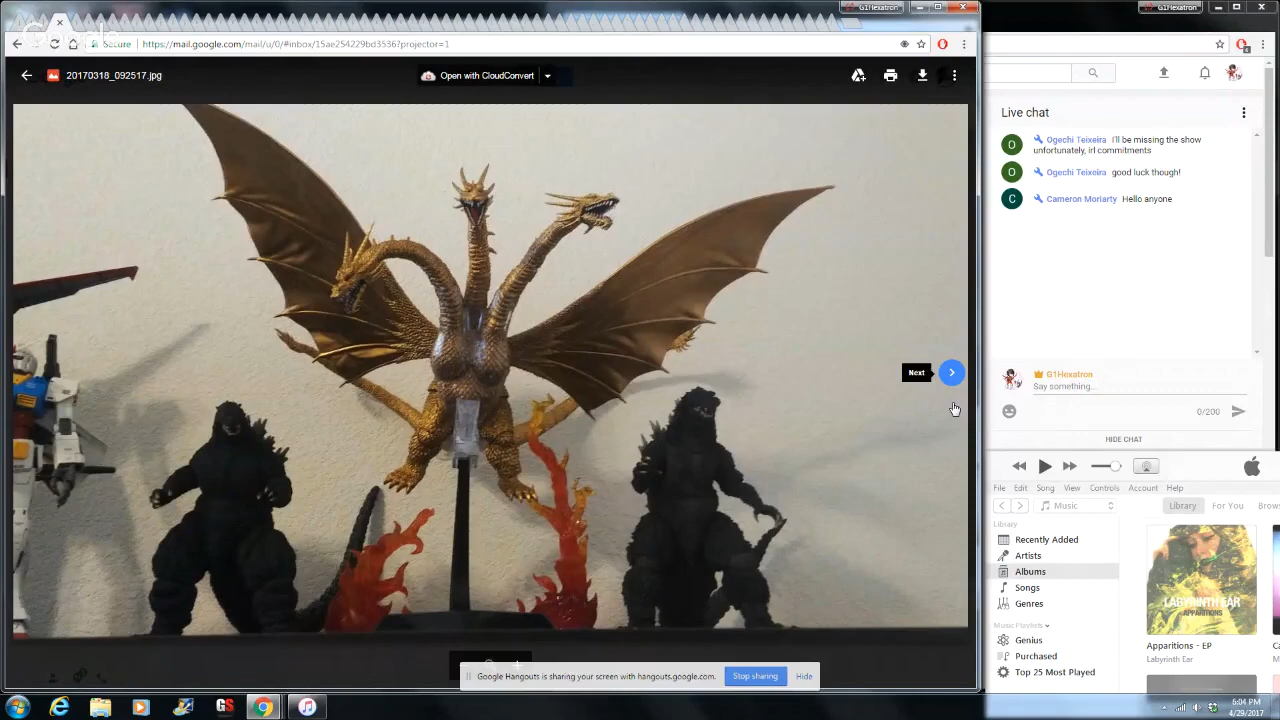 G1Hexatron
G1Hexatron
Google
Secure
https://mail.google.com/mail/u/0/#inbox/15ae254229bd3536?projector=1
20170318_092517.jpg
Open with CloudConvert
Next
Google Hangouts is sharing your screen with hangouts.google.com.
Stop sharing
Hide
Live chat
O
Ogechi Teixeira I'll be missing the show
unfortunately, irl commitments
O
Ogechi Teixeira good luck though!
C
Cameron Moriarty Hello anyone
G1Hexatron
Say something...
0/200
HIDE CHAT
File Edit Song View Controls Account Help
Music
Library
For You
Brows
Library
Recently Added
Artists
Albums
Songs
Genres
Music Playlists
Genius
Purchased
Top 25 Most Played
LABYRINTH EAR
APPARITIONS
Apparitions - EP
Labyrinth Ear
Ca
GS
6:04 PM
4/29/2017